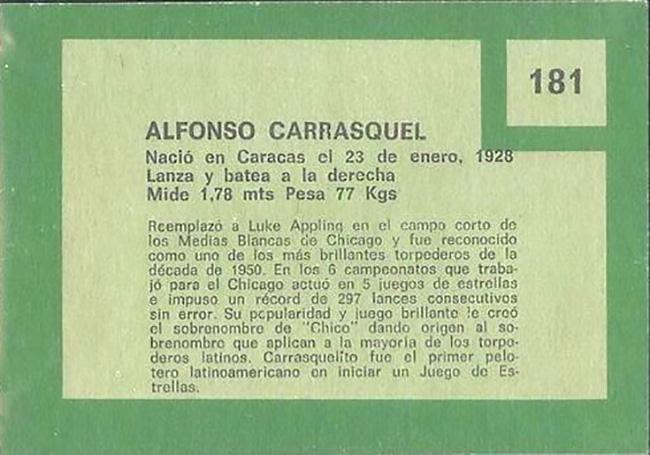 181
ALFONSO CARRASQUEL
Nació en Caracas el 23 de enero, 1928
Lanza y batea a la derecha
Mide 1,78 mts Pesa 77 Kgs
Reemplazó a Luke Appling en el campo corto de
los Medias Blancas de Chicago y fue reconocido
como uno de los más brillantes torpederos de la
década de 1950. En los 6 campeonatos que traba-
jó para el Chicago actuó en 5 juegos de estrellas
e impuso un récord de 297 lances consecutivos
sin error. Su popularidad y juego brillante le creó
el sobrenombre de "Chico" dando origen al so-
brenombre que aplican a la mayoría de los torpe-
deros latinos. Carrasquelito fue el primer pelo-
tero latinoamericano en iniciar un Juego de Es-
trellas.